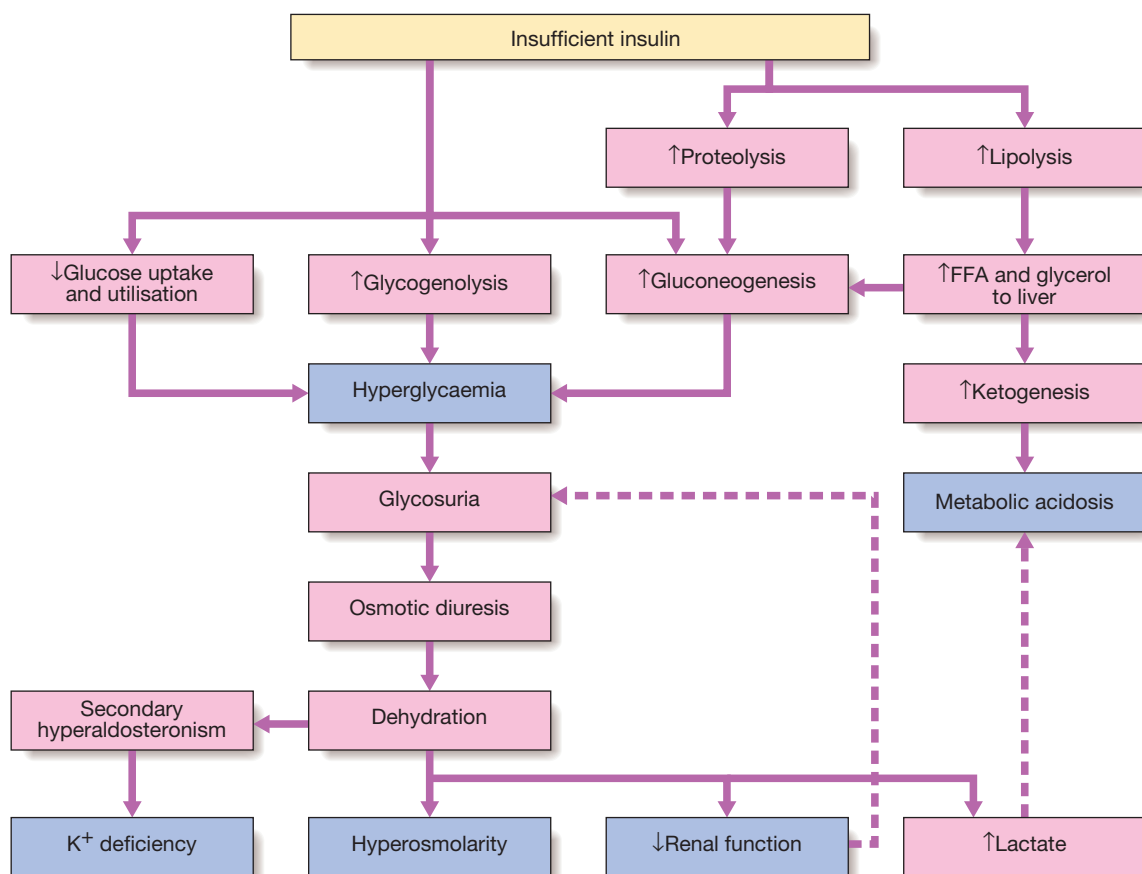 Insufficient insulin
↑Proteolysis
↑Lipolysis
↓Glucose uptake
and utilisation
↑Glycogenolysis
↑Gluconeogenesis
↑FFA and glycerol
to liver
Hyperglycaemia
↑Ketogenesis
Glycosuria
Metabolic acidosis
Osmotic diuresis
Secondary
hyperaldosteronism
Dehydration
K⁺ deficiency
Hyperosmolarity
↓Renal function
↑Lactate